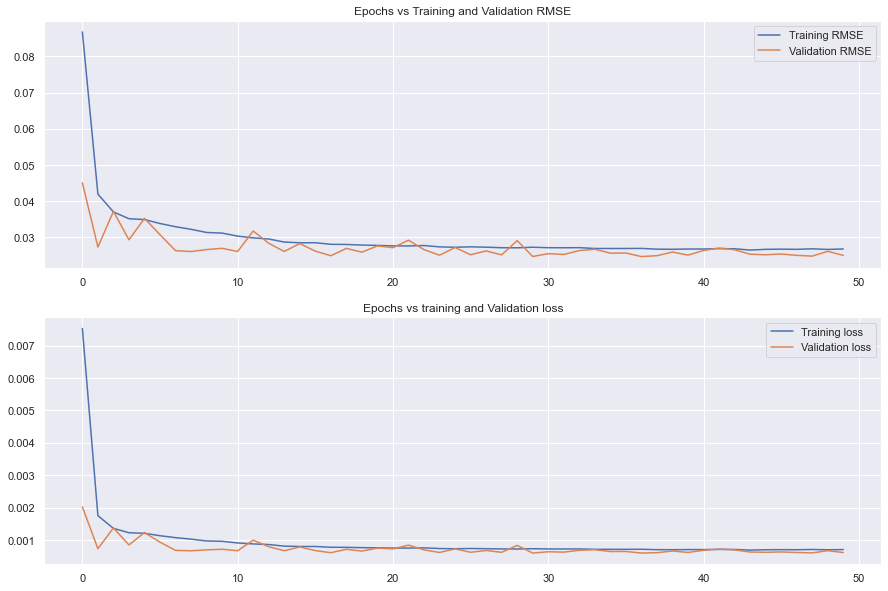 Epochs vs Training and Validation RMSE
Training RMSE
Validation RMSE
0.08
0.07
0.06
0.05
0.04
0.03
0 10 20 30 40 50
Epochs vs training and Validation loss
Training loss
Validation loss
0.007
0.006
0.005
0.004
0.003
0.002
0.001
0 10 20 30 40 50